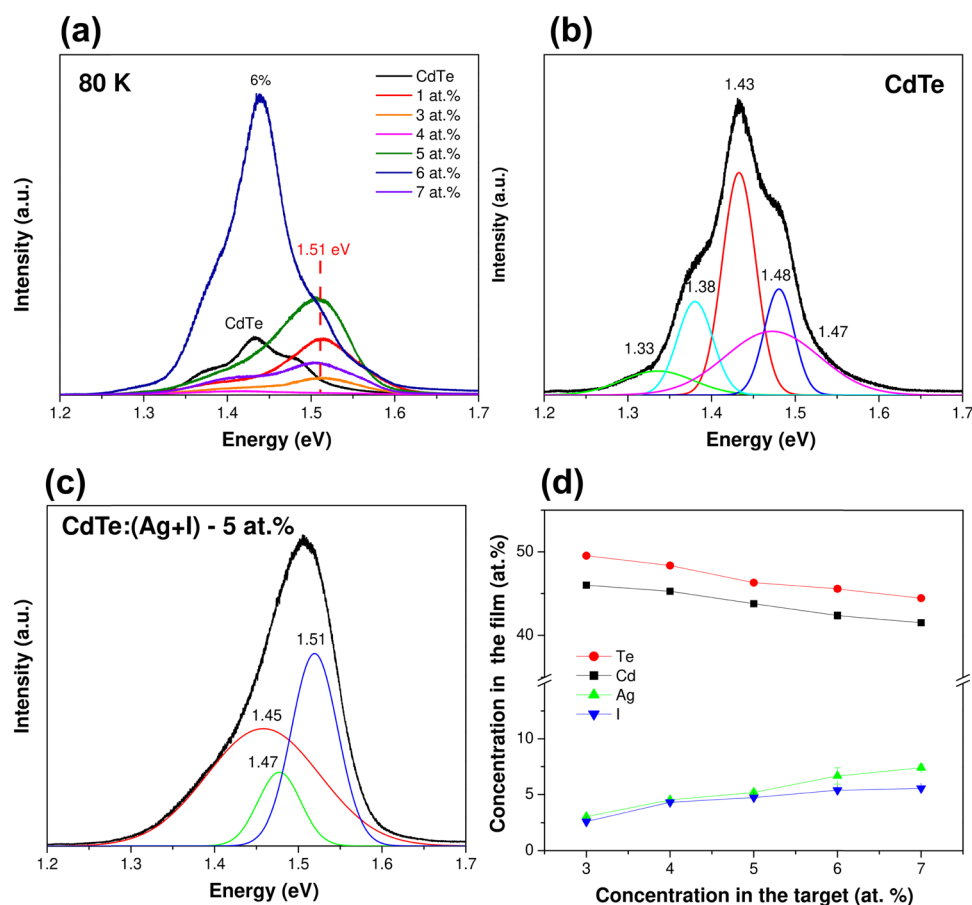 (a)
80 K
6%
CdTe
1 at.%
3 at.%
4 at.%
5 at.%
6 at.%
7 at.%
1.51 eV
CdTe
Intensity (a.u.)
1.2 1.3 1.4 1.5 1.6 1.7
Energy (eV)
(b)
CdTe
1.43
1.38
1.48
1.33
1.47
Intensity (a.u.)
1.2 1.3 1.4 1.5 1.6 1.7
Energy (eV)
(c)
CdTe:(Ag+I) - 5 at.%
1.51
1.45
1.47
Intensity (a.u.)
1.2 1.3 1.4 1.5 1.6 1.7
Energy (eV)
(d)
Concentration in the film (at.%)
50
40
10
5
0
Te
Cd
Ag
I
3 4 5 6 7
Concentration in the target (at. %)